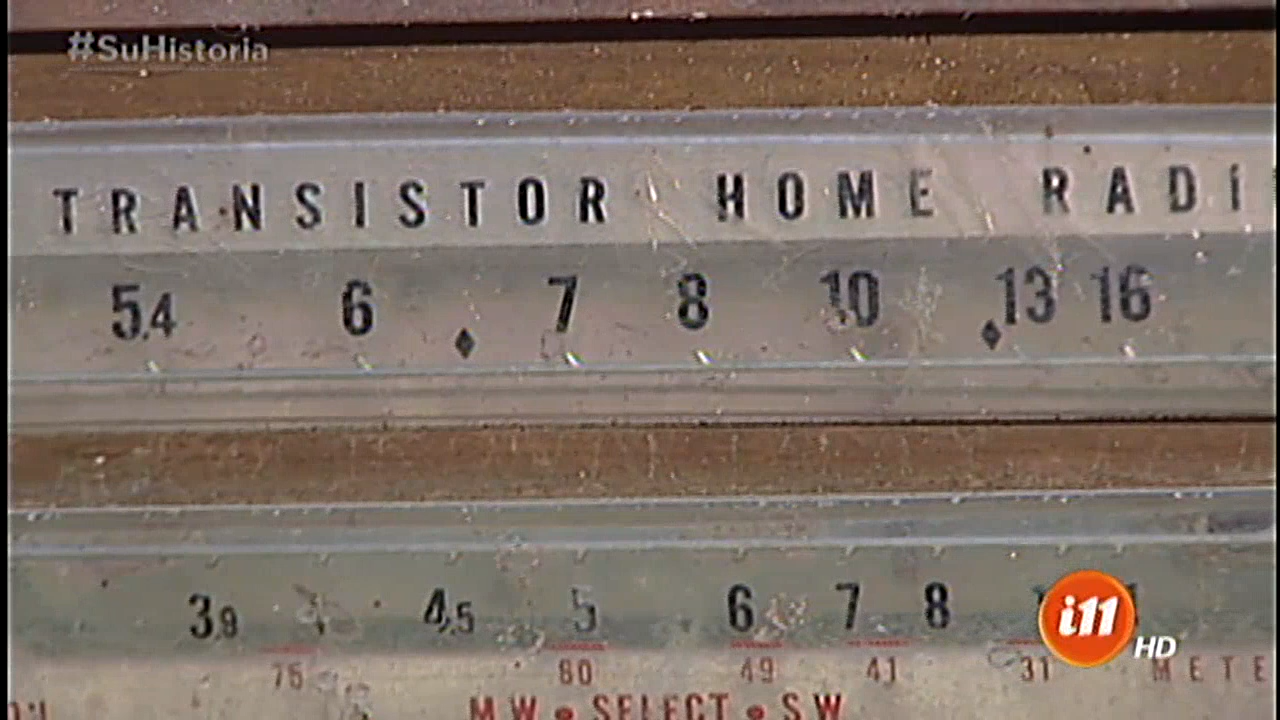 #SuHistoria
TRANSISTOR HOME RADI
5.4 6 7 8 10 13 16
3.9 4.5 5 6 7 8
75 80 49 41 31 METE
i11 HD
MW • SELECT • SW